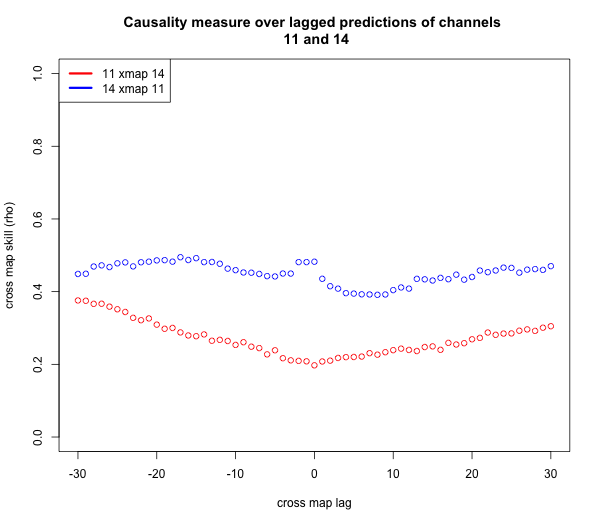 Causality measure over lagged predictions of channels
11 and 14
11 xmap 14
14 xmap 11
cross map skill (rho)
1.0
0.8
0.6
0.4
0.2
0.0
-30
-20
-10
0
10
20
30
cross map lag